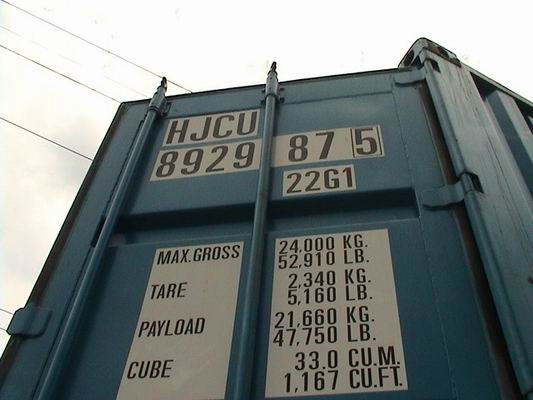 HJCU
8929 87 5
22G1
MAX.GROSS 24,000 KG.
52,910 LB.
TARE 2,340 KG.
5,160 LB.
PAYLOAD 21,660 KG.
47,750 LB.
CUBE 33.0 CU.M.
1,167 CU.FT.